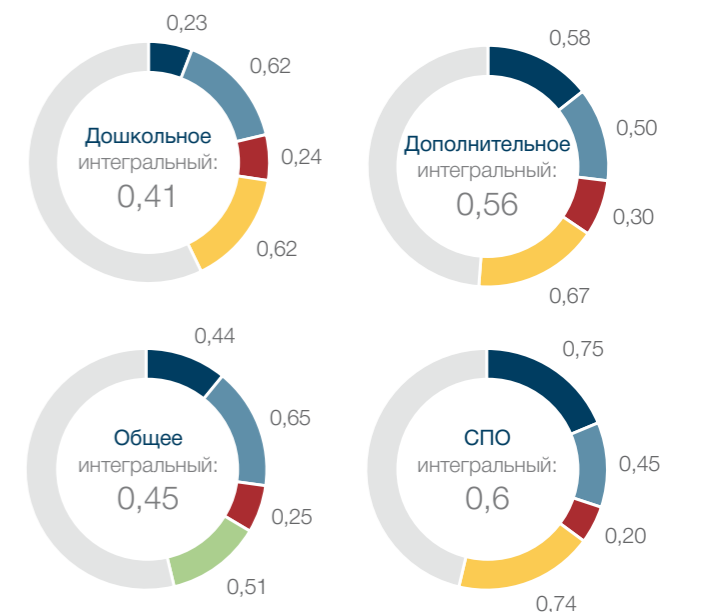 0,23
0,62
0,24
0,62
Дошкольное
интегральный:
0,41
0,58
0,50
0,30
0,67
Дополнительное
интегральный:
0,56
0,44
0,65
0,25
0,51
Общее
интегральный:
0,45
0,75
0,45
0,20
0,74
СПО
интегральный:
0,6